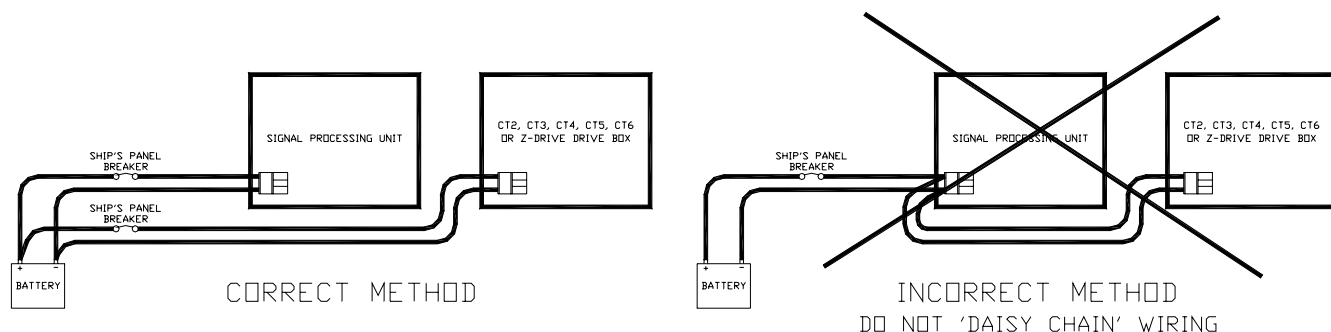 SIGNAL PROCESSING UNIT
CT2, CT3, CT4, CT5, CT6
OR Z-DRIVE DRIVE BOX
SHIP'S PANEL
BREAKER
SHIP'S PANEL
BREAKER
+ -
BATTERY
CORRECT METHOD
SIGNAL PROCESSING UNIT
CT2, CT3, CT4, CT5, CT6
OR Z-DRIVE DRIVE BOX
SHIP'S PANEL
BREAKER
+ -
BATTERY
INCORRECT METHOD
DO NOT 'DAISY CHAIN' WIRING